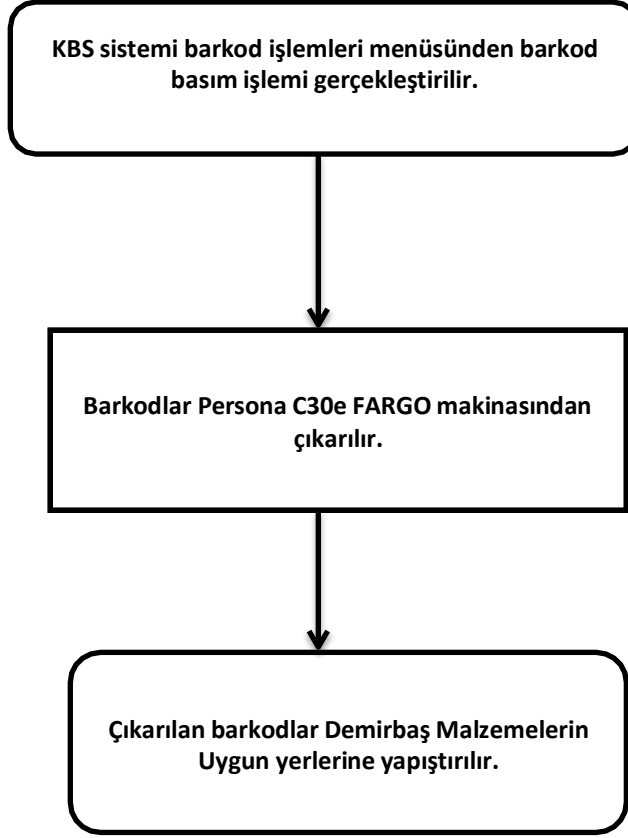 KBS sistemi barkod işlemleri menüsünden barkod
basım işlemi gerçekleştirilir.
Barkodlar Persona C30e FARGO makinasından
çıkarılır.
Çıkarılan barkodlar Demirbaş Malzemelerin
Uygun yerlerine yapıştırılır.